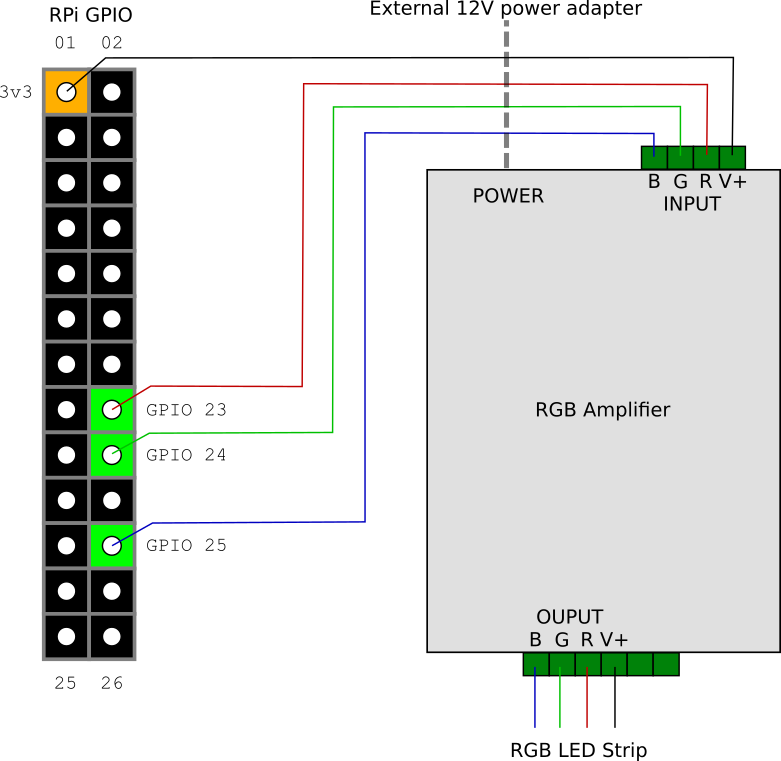 External 12V power adapter
RPi GPIO
01 02
3v3
B G R V+
INPUT
POWER
GPIO 23
RGB Amplifier
GPIO 24
GPIO 25
OUPUT
B G R V+
25 26
RGB LED Strip